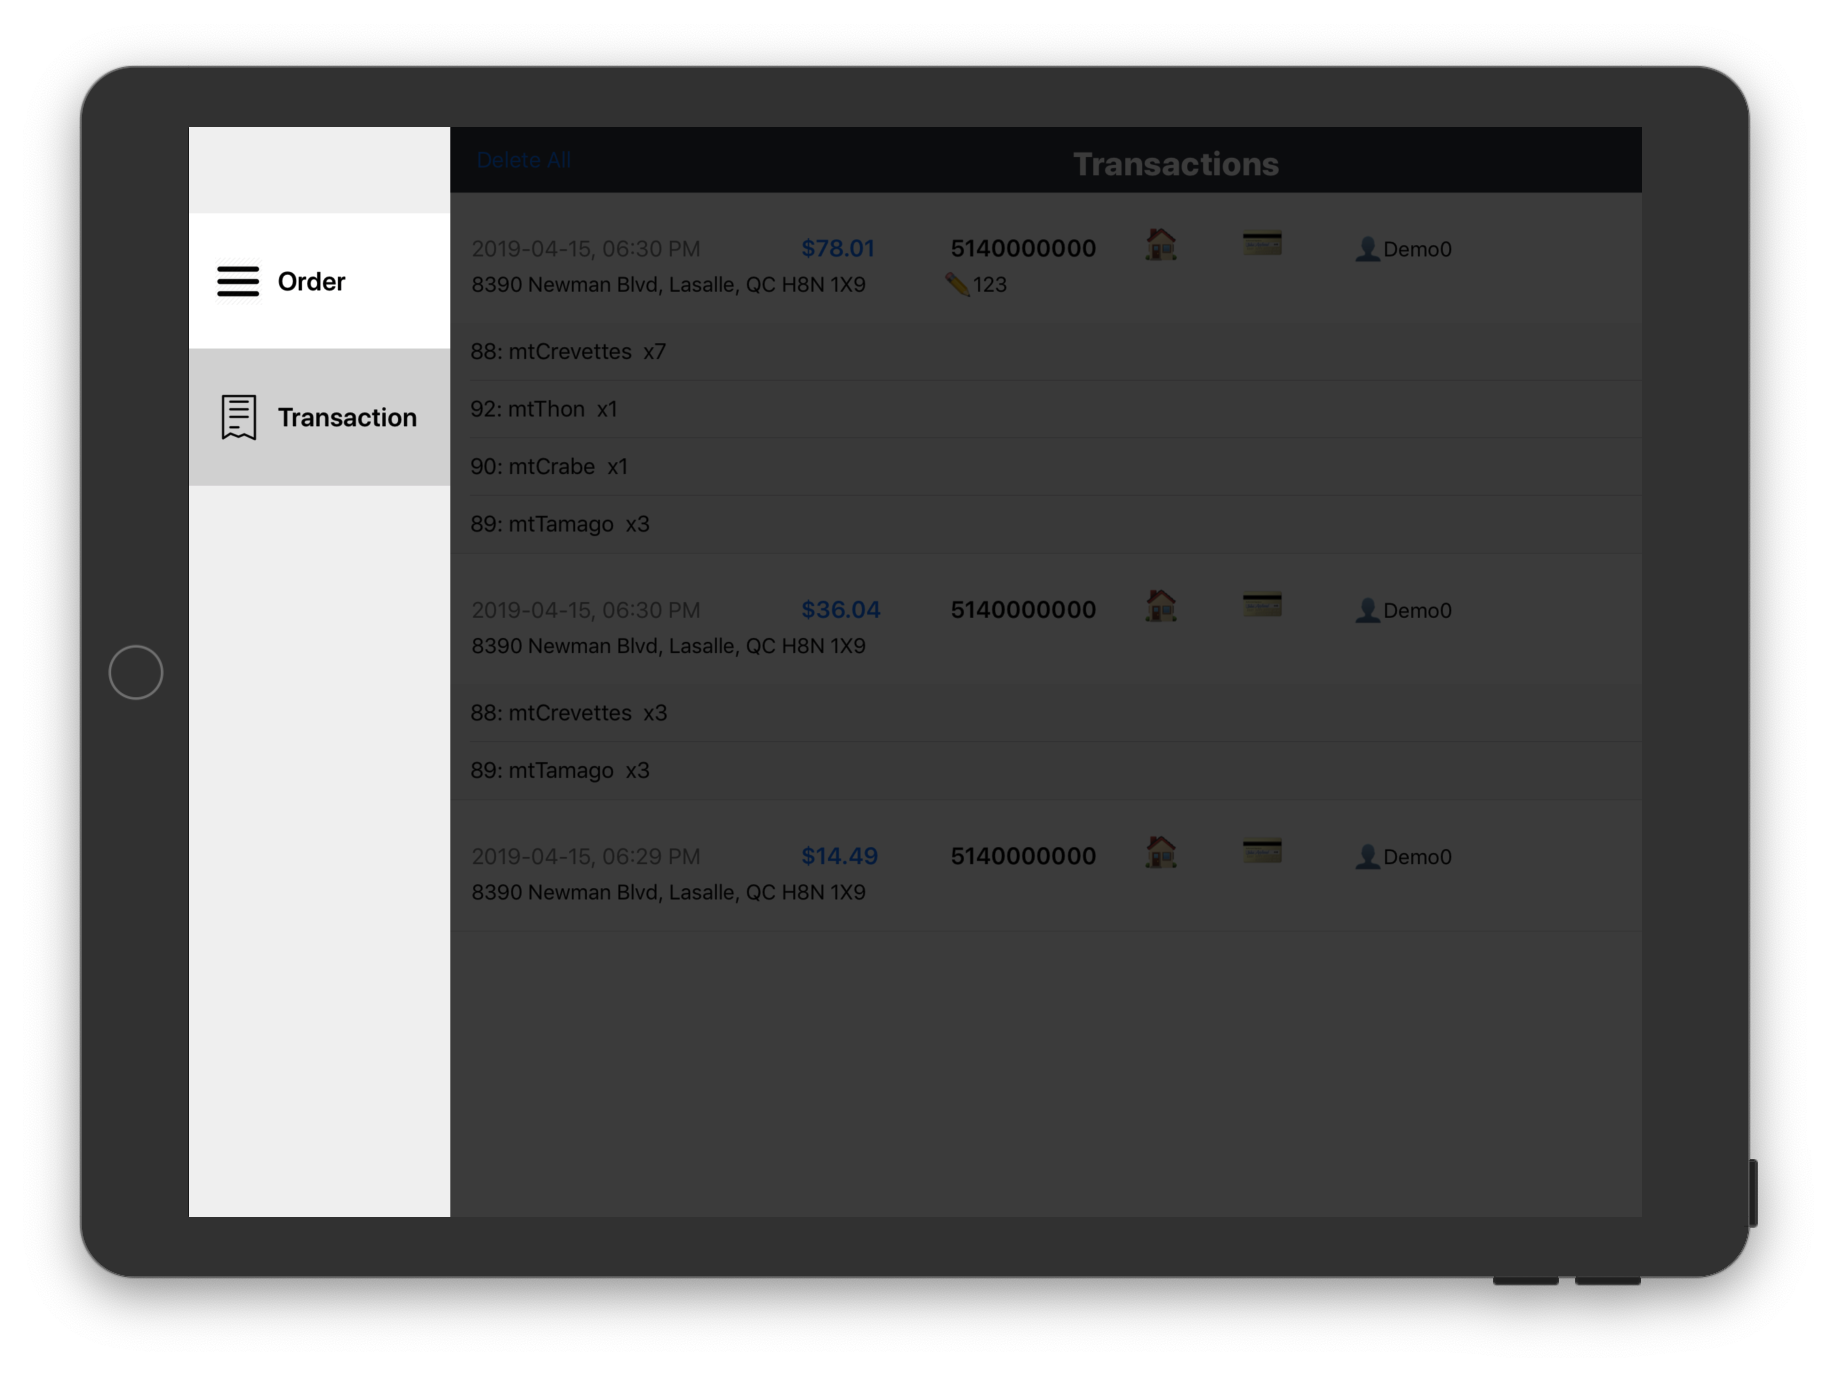 Delete All
Transactions
Order
Transaction
2019-04-15, 06:30 PM $78.01 5140000000 Demo0
8390 Newman Blvd, Lasalle, QC H8N 1X9 123
88: mtCrevettes x7
92: mtThon x1
90: mtCrabe x1
89: mtTamago x3
2019-04-15, 06:30 PM $36.04 5140000000 Demo0
8390 Newman Blvd, Lasalle, QC H8N 1X9
88: mtCrevettes x3
89: mtTamago x3
2019-04-15, 06:29 PM $14.49 5140000000 Demo0
8390 Newman Blvd, Lasalle, QC H8N 1X9